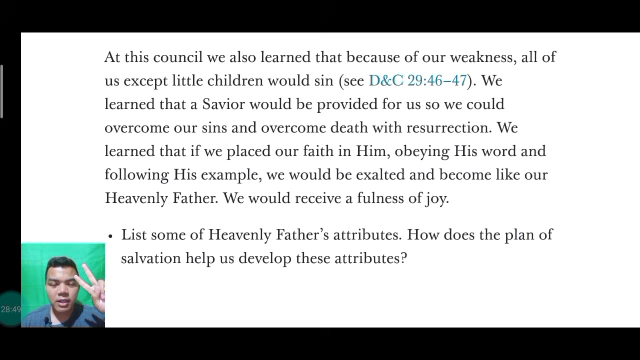 At this council we also learned that because of our weakness, all of
us except little children would sin (see D&C 29:46–47). We
learned that a Savior would be provided for us so we could
overcome our sins and overcome death with resurrection. We
learned that if we placed our faith in Him, obeying His word and
following His example, we would be exalted and become like our
Heavenly Father. We would receive a fulness of joy.
• List some of Heavenly Father's attributes. How does the plan of
salvation help us develop these attributes?
28:49